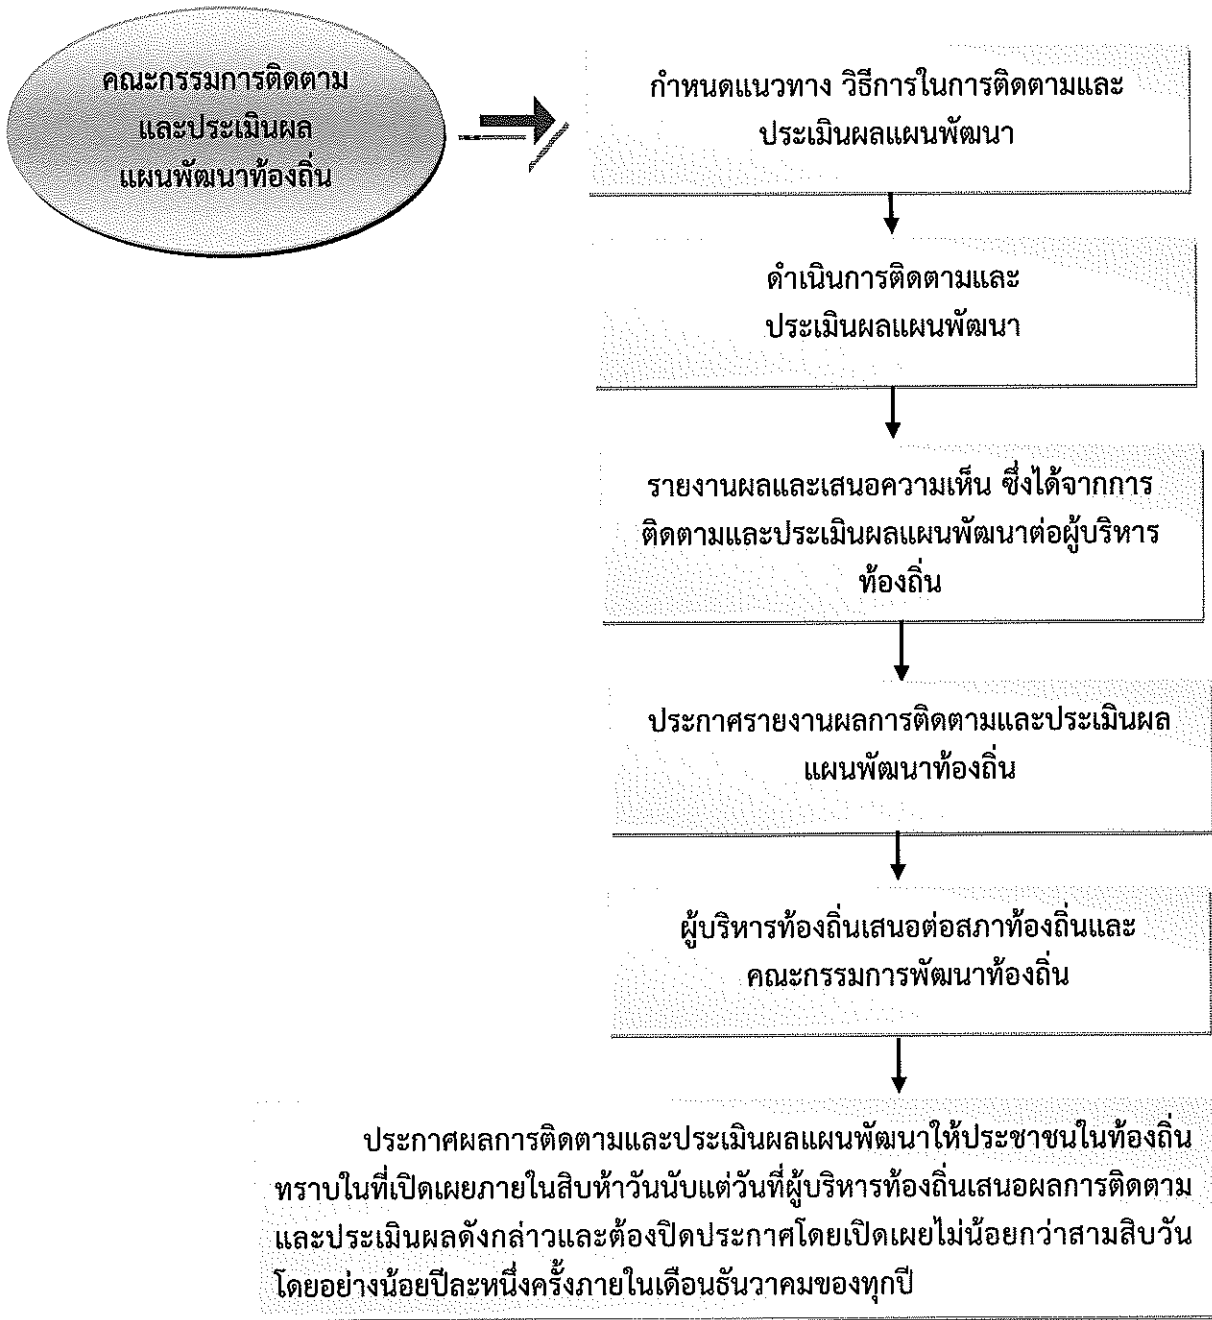 คณะกรรมการติดตาม
และประเมินผล
แผนพัฒนาท้องถิ่น
กำหนดแนวทาง วิธีการในการติดตามและ
ประเมินผลแผนพัฒนา
ดำเนินการติดตามและ
ประเมินผลแผนพัฒนา
รายงานผลและเสนอความเห็น ซึ่งได้จากการ
ติดตามและประเมินผลแผนพัฒนาต่อผู้บริหาร
ท้องถิ่น
ประกาศรายงานผลการติดตามและประเมินผล
แผนพัฒนาท้องถิ่น
ผู้บริหารท้องถิ่นเสนอต่อสภาท้องถิ่นและ
คณะกรรมการพัฒนาท้องถิ่น
ประกาศผลการติดตามและประเมินผลแผนพัฒนาให้ประชาชนในท้องถิ่น
ทราบในที่เปิดเผยภายในสิบห้าวันนับแต่วันที่ผู้บริหารท้องถิ่นเสนอผลการติดตาม
และประเมินผลดังกล่าวและต้องปิดประกาศโดยเปิดเผยไม่น้อยกว่าสามสิบวัน
โดยอย่างน้อยปีละหนึ่งครั้งภายในเดือนธันวาคมของทุกปี